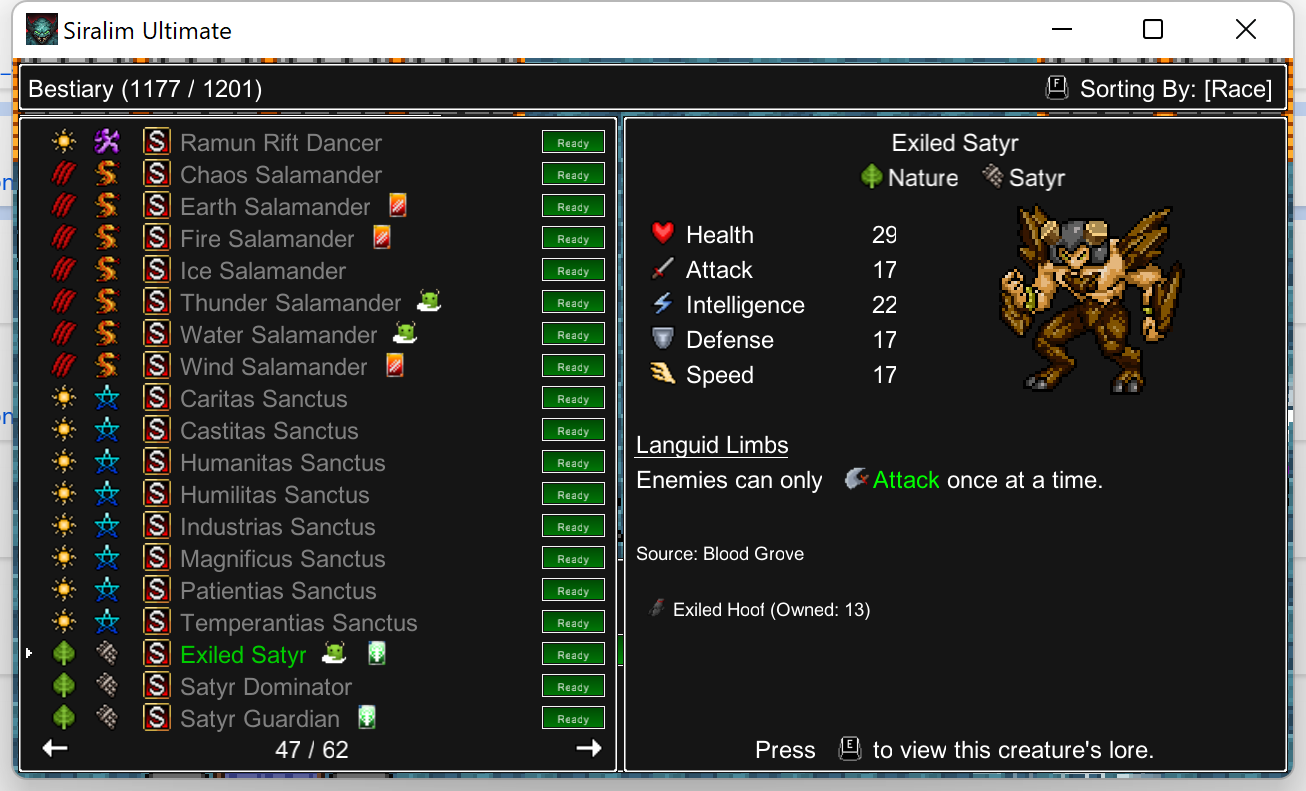 Siralim Ultimate
Bestiary (1177 / 1201)
F Sorting By: [Race]
S Ramun Rift Dancer Ready
S Chaos Salamander Ready
S Earth Salamander Ready
S Fire Salamander Ready
S Ice Salamander Ready
S Thunder Salamander Ready
S Water Salamander Ready
S Wind Salamander Ready
S Caritas Sanctus Ready
S Castitas Sanctus Ready
S Humanitas Sanctus Ready
S Humilitas Sanctus Ready
S Industrias Sanctus Ready
S Magnificus Sanctus Ready
S Patientias Sanctus Ready
S Temperantias Sanctus Ready
S Exiled Satyr Ready
S Satyr Dominator Ready
S Satyr Guardian Ready
47 / 62
Exiled Satyr
Nature Satyr
Health 29
Attack 17
Intelligence 22
Defense 17
Speed 17
Languid Limbs
Enemies can only Attack once at a time.
Source: Blood Grove
Exiled Hoof (Owned: 13)
Press E to view this creature's lore.